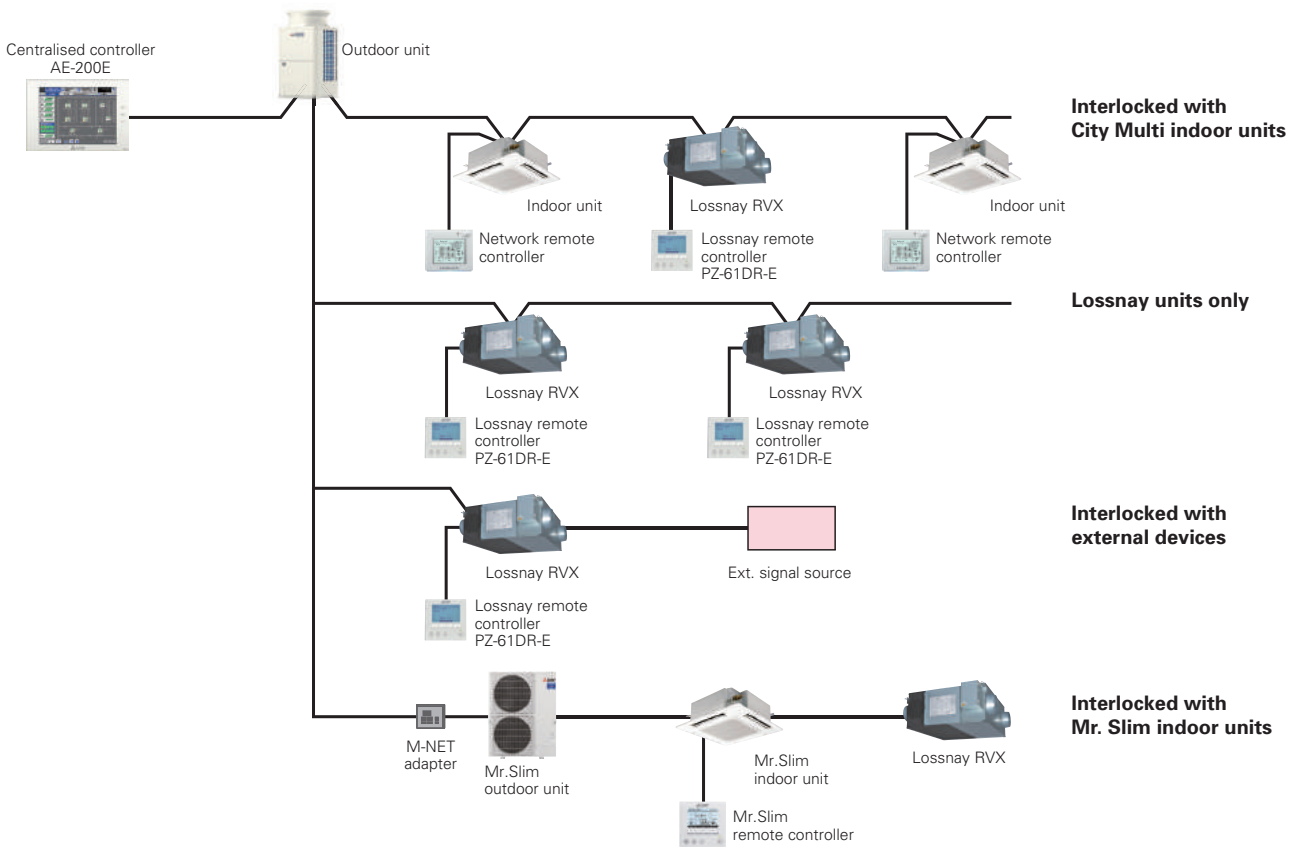 Centralised controller
AE-200E
Outdoor unit
Interlocked with
City Multi indoor units
Indoor unit
Lossnay RVX
Indoor unit
Network remote
controller
Lossnay remote
controller
PZ-61DR-E
Network remote
controller
Lossnay units only
Lossnay RVX
Lossnay RVX
Lossnay remote
controller
PZ-61DR-E
Lossnay remote
controller
PZ-61DR-E
Interlocked with
external devices
Lossnay RVX
Ext. signal source
Lossnay remote
controller
PZ-61DR-E
Interlocked with
Mr. Slim indoor units
M-NET
adapter
Mr.Slim
outdoor unit
Mr.Slim
indoor unit
Lossnay RVX
Mr.Slim
remote controller